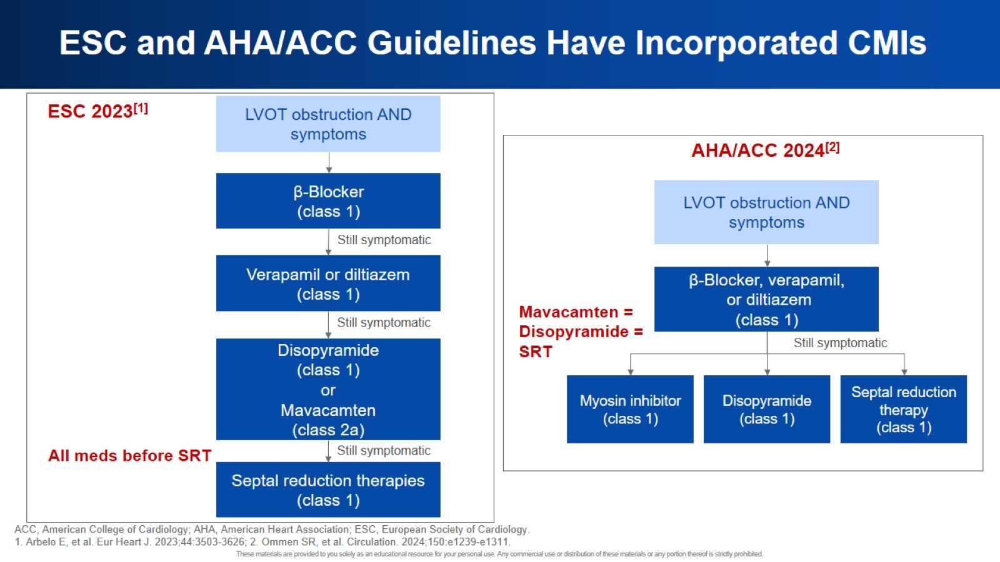 ESC and AHA/ACC Guidelines Have Incorporated CMIs
ESC 2023[1]
LVOT obstruction AND
symptoms
β-Blocker
(class 1)
Still symptomatic
Verapamil or diltiazem
(class 1)
Still symptomatic
Disopyramide
(class 1)
or
Mavacamten
(class 2a)
All meds before SRT
Still symptomatic
Septal reduction therapies
(class 1)
AHA/ACC 2024[2]
LVOT obstruction AND
symptoms
β-Blocker, verapamil,
or diltiazem
(class 1)
Mavacamten =
Disopyramide =
SRT
Still symptomatic
Myosin inhibitor
(class 1)
Disopyramide
(class 1)
Septal reduction
therapy
(class 1)
ACC, American College of Cardiology; AHA, American Heart Association; ESC, European Society of Cardiology.
1. Arbelo E, et al. Eur Heart J. 2023;44:3503-3626; 2. Ommen SR, et al. Circulation. 2024;150:e1239-e1311.
These materials are provided to you solely as an educational resource for your personal use. Any commercial use or distribution of these materials or any portion thereof is strictly prohibited.